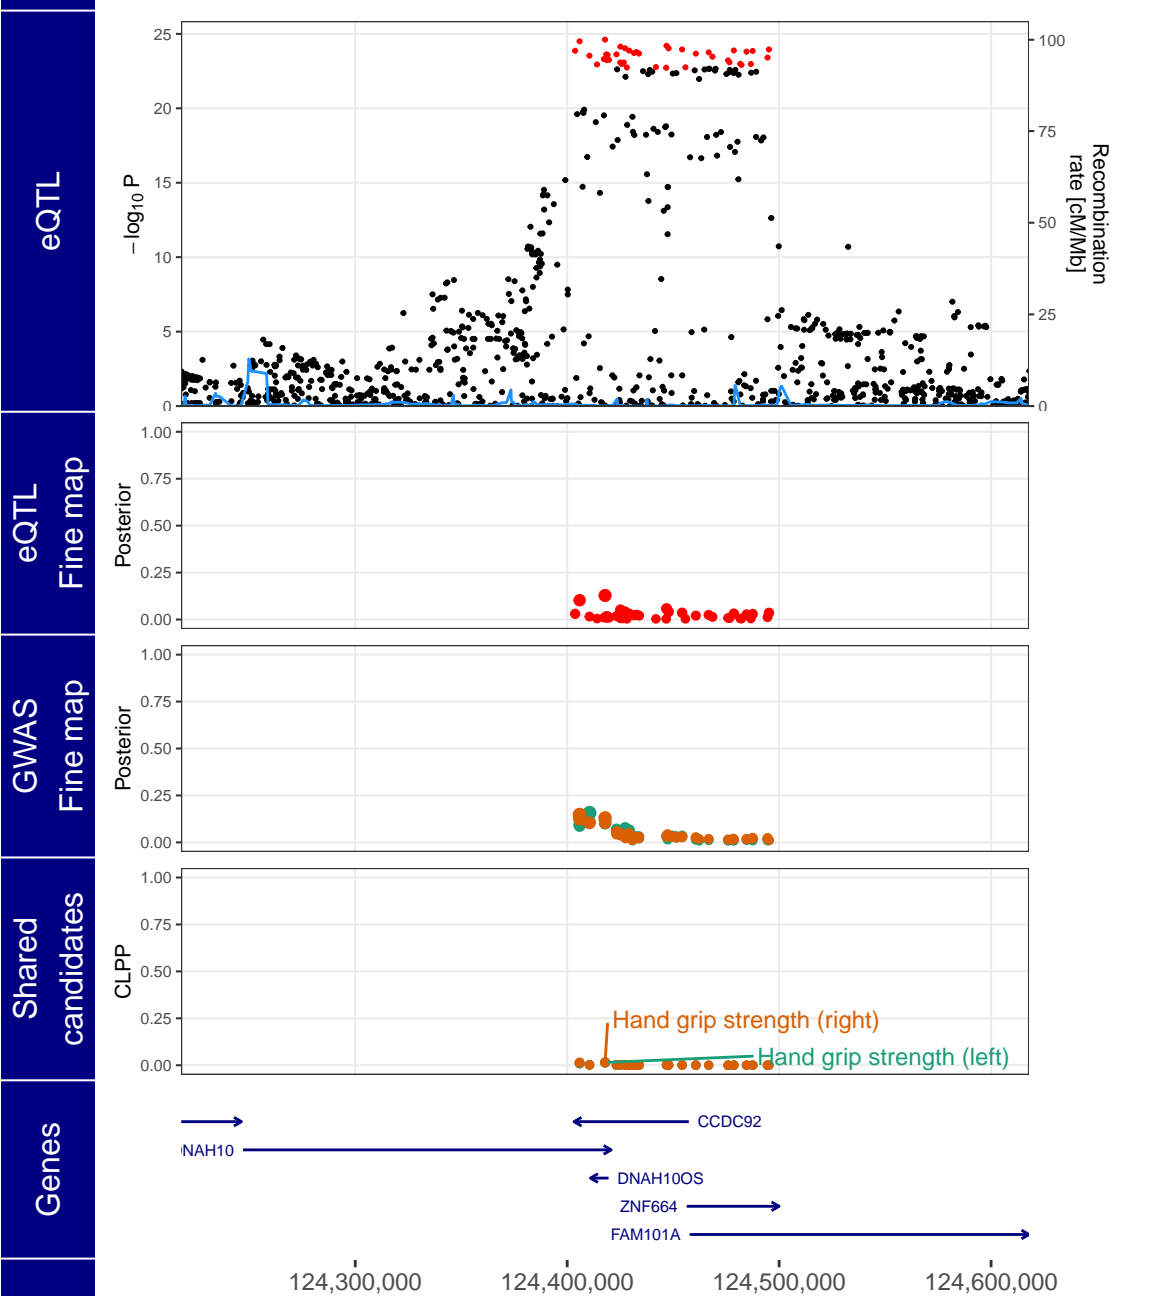 eQTL
−log10 P
25
20
15
10
5
0
100
75
50
25
0
Recombination
rate [cM/Mb]
eQTL
Fine map
Posterior
1.00
0.75
0.50
0.25
0.00
GWAS
Fine map
Posterior
1.00
0.75
0.50
0.25
0.00
Shared
candidates
CLPP
1.00
0.75
0.50
0.25
0.00
Hand grip strength (right)
Hand grip strength (left)
Genes
CCDC92
NAH10
DNAH10OS
ZNF664
FAM101A
124,300,000
124,400,000
124,500,000
124,600,000